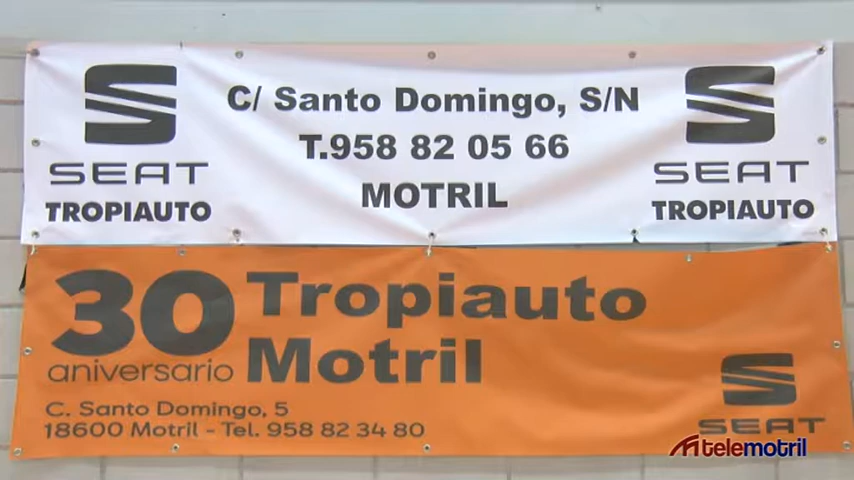 C/ Santo Domingo, S/N
T.958 82 05 66
MOTRIL
SEAT
TROPIAUTO
SEAT
TROPIAUTO
30
aniversario
Tropiauto
Motril
C. Santo Domingo, 5
18600 Motril - Tel. 958 82 34 80
SEAT
telemotril